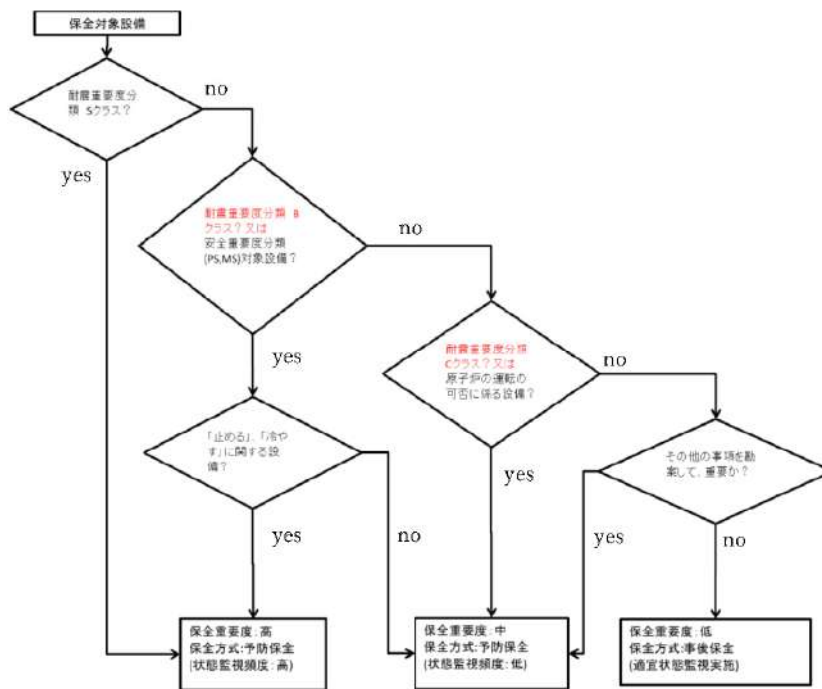 保全対象設備
耐震重要度分
類 Sクラス?
no
yes
耐震重要度分類 B
クラス?又は
安全重要度分類
(PS,MS)対象設備?
no
yes
耐震重要度分類
Cクラス?又は
原子炉の運転の
可否に係る設備?
no
yes
「止める」、「冷や
す」に関する設
備?
yes
no
その他の事項を勘
案して、重要か?
yes
no
保全重要度:高
保全方式:予防保全
(状態監視頻度:高)
保全重要度:中
保全方式:予防保全
(状態監視頻度:低)
保全重要度:低
保全方式:事後保全
(適宜状態監視実施)